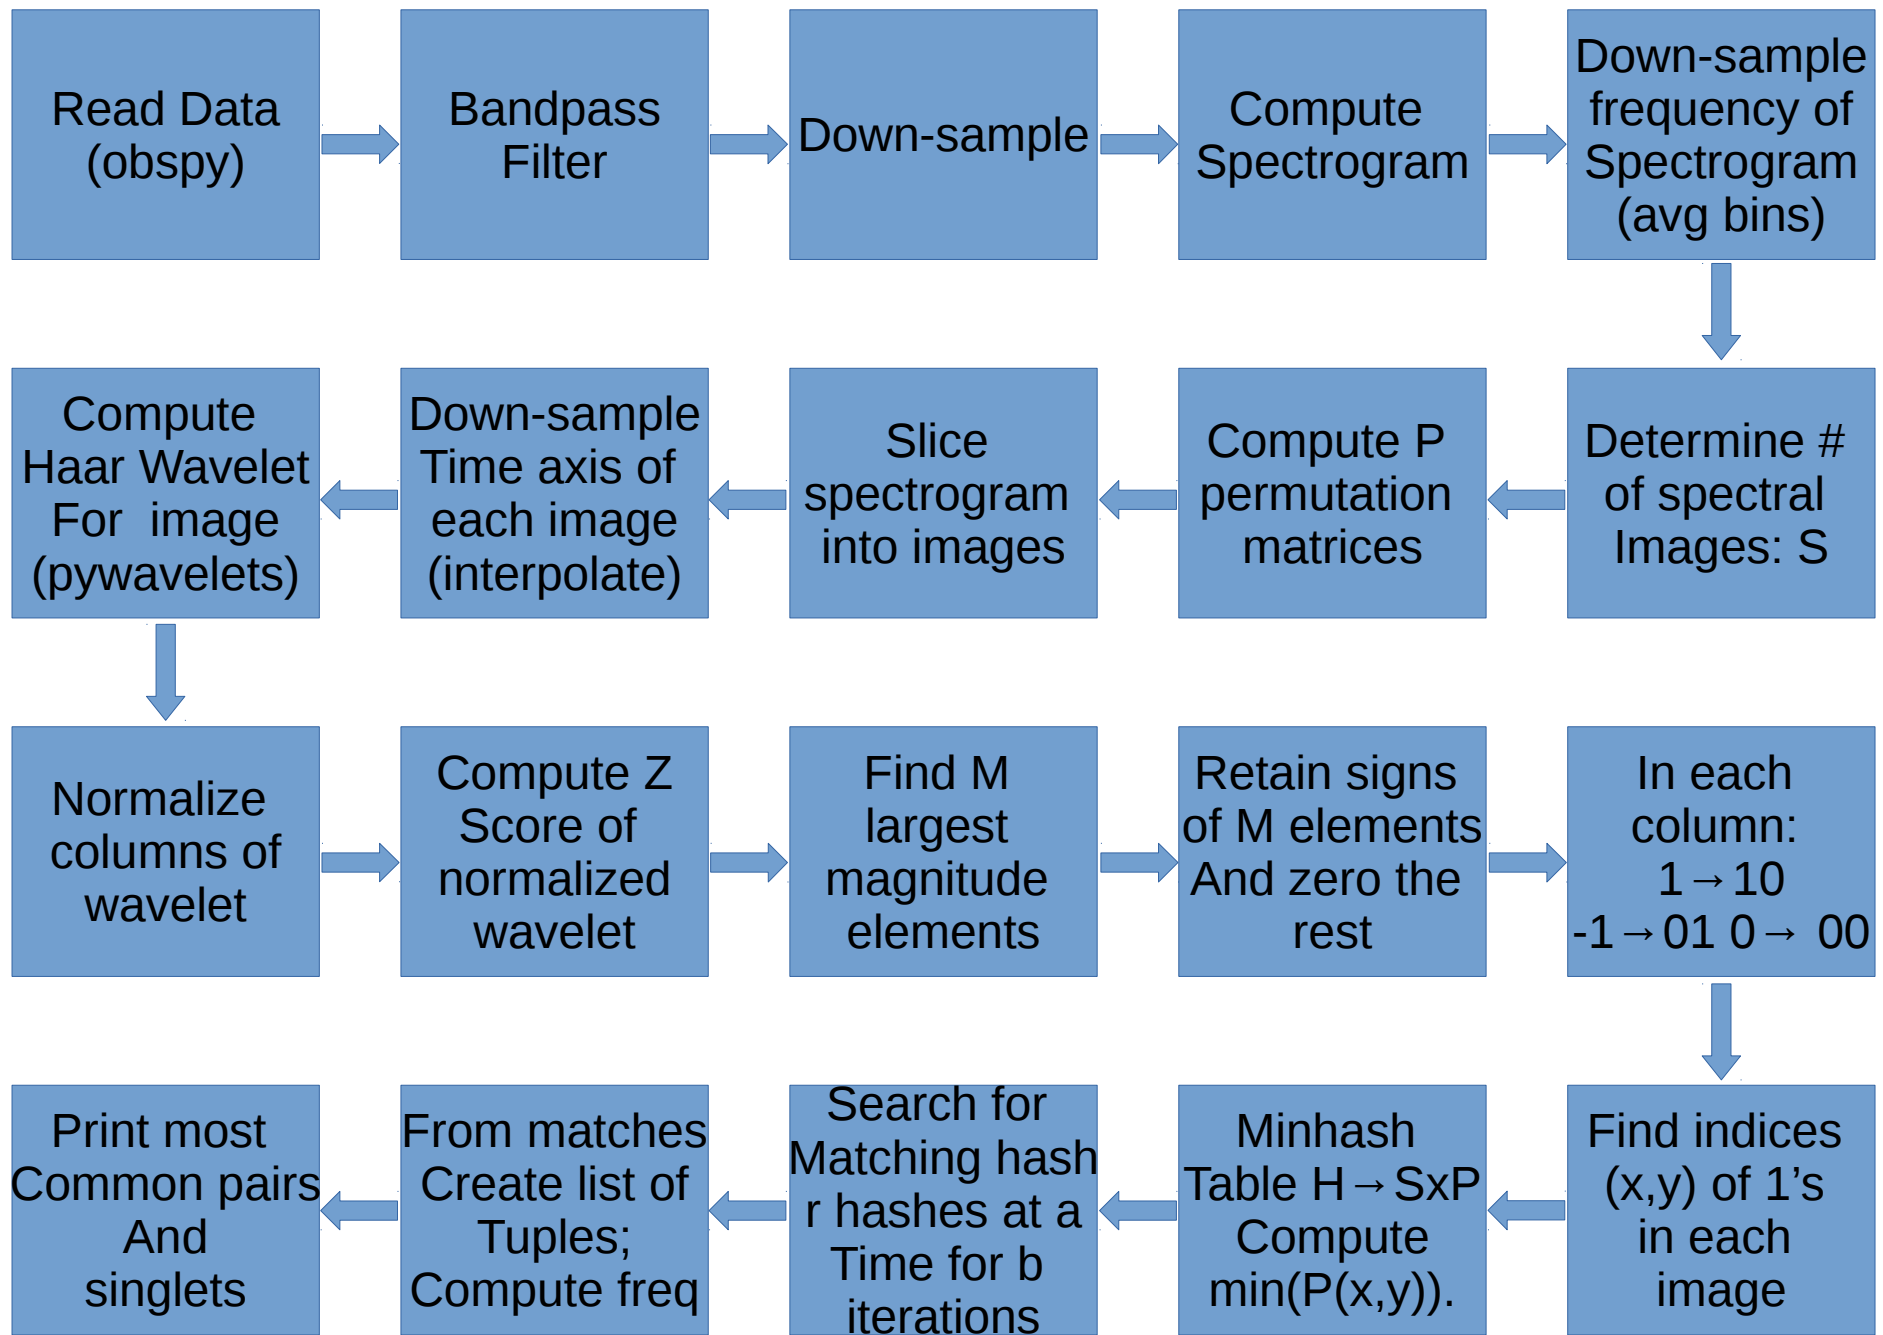 Read Data
(obspy)
Bandpass
Filter
Down-sample
Compute
Spectrogram
Down-sample
frequency of
Spectrogram
(avg bins)
Determine #
of spectral
Images: S
Compute P
permutation
matrices
Slice
spectrogram
into images
Down-sample
Time axis of
each image
(interpolate)
Compute
Haar Wavelet
For image
(pywavelets)
Normalize
columns of
wavelet
Compute Z
Score of
normalized
wavelet
Find M
largest
magnitude
elements
Retain signs
of M elements
And zero the
rest
In each
column:
1→10
-1→01 0→ 00
Find indices
(x,y) of 1’s
in each
image
Minhash
Table H→SxP
Compute
min(P(x,y)).
Search for
Matching hash
r hashes at a
Time for b
iterations
From matches
Create list of
Tuples;
Compute freq
Print most
Common pairs
And
singlets